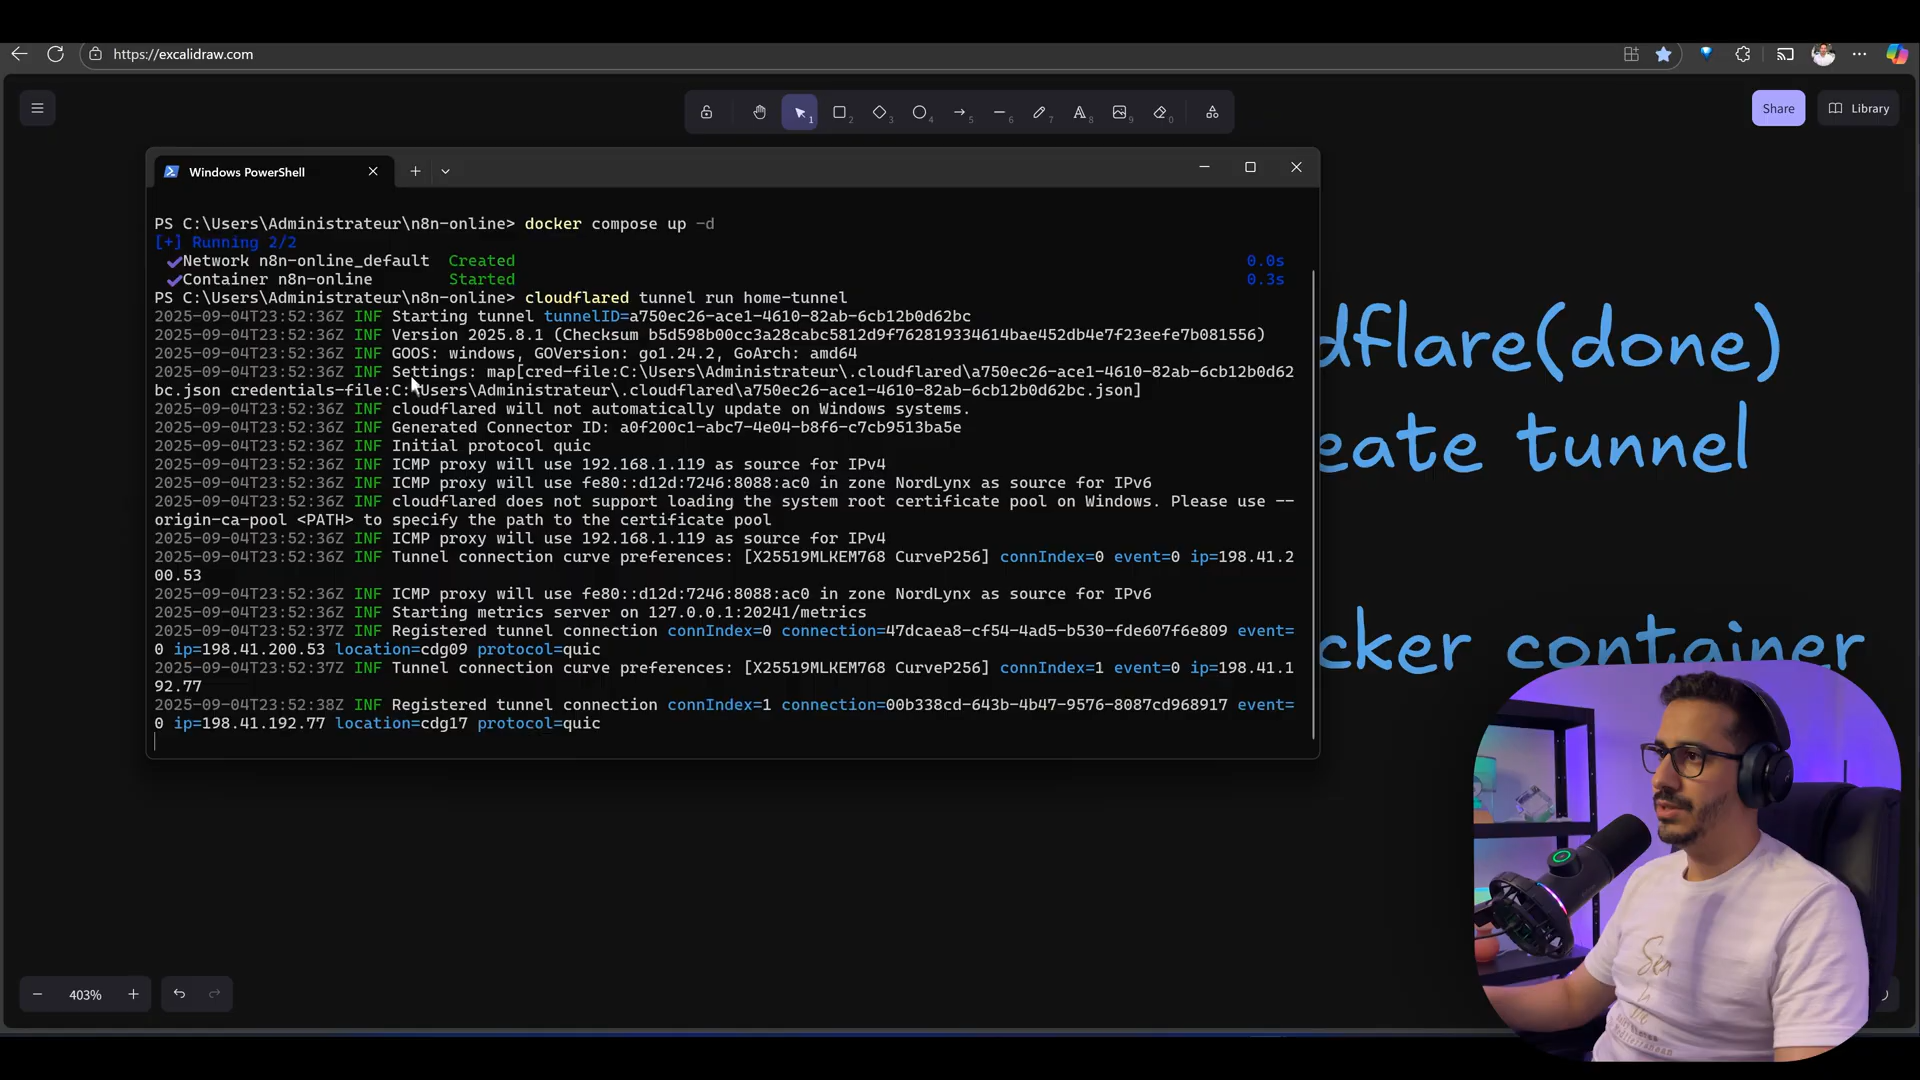 https://excalidraw.com
1
2
3
4
5
6
7
8
9
0
Share
Library
Windows PowerShell
PS C:\Users\Administrateur\n8n-online> docker compose up -d
[+] Running 2/2
Network n8n-online_default Created 0.0s
Container n8n-online Started 0.3s
PS C:\Users\Administrateur\n8n-online> cloudflared tunnel run home-tunnel
2025-09-04T23:52:36Z INF Starting tunnel tunnelID=a750ec26-ace1-4610-82ab-6cb12b0d62bc
2025-09-04T23:52:36Z INF Version 2025.8.1 (Checksum b5d598b00cc3a28cabc5812d9f762819334614bae452db4e7f23eefe7b081556)
2025-09-04T23:52:36Z INF GOOS: windows, GOVersion: go1.24.2, GoArch: amd64
2025-09-04T23:52:36Z INF Settings: map[cred-file:C:\Users\Administrateur\.cloudflared\a750ec26-ace1-4610-82ab-6cb12b0d62
bc.json credentials-file:C:\Users\Administrateur\.cloudflared\a750ec26-ace1-4610-82ab-6cb12b0d62bc.json]
2025-09-04T23:52:36Z INF cloudflared will not automatically update on Windows systems.
2025-09-04T23:52:36Z INF Generated Connector ID: a0f200c1-abc7-4e04-b8f6-c7cb9513ba5e
2025-09-04T23:52:36Z INF Initial protocol quic
2025-09-04T23:52:36Z INF ICMP proxy will use 192.168.1.119 as source for IPv4
2025-09-04T23:52:36Z INF ICMP proxy will use fe80::d12d:7246:8088:ac0 in zone NordLynx as source for IPv6
2025-09-04T23:52:36Z INF cloudflared does not support loading the system root certificate pool on Windows. Please use --
origin-ca-pool <PATH> to specify the path to the certificate pool
2025-09-04T23:52:36Z INF ICMP proxy will use 192.168.1.119 as source for IPv4
2025-09-04T23:52:36Z INF Tunnel connection curve preferences: [X25519MLKEM768 CurveP256] connIndex=0 event=0 ip=198.41.2
00.53
2025-09-04T23:52:36Z INF ICMP proxy will use fe80::d12d:7246:8088:ac0 in zone NordLynx as source for IPv6
2025-09-04T23:52:36Z INF Starting metrics server on 127.0.0.1:20241/metrics
2025-09-04T23:52:37Z INF Registered tunnel connection connIndex=0 connection=47dcaea8-cf54-4ad5-b530-fde607f6e809 event=
0 ip=198.41.200.53 location=cdg09 protocol=quic
2025-09-04T23:52:37Z INF Tunnel connection curve preferences: [X25519MLKEM768 CurveP256] connIndex=1 event=0 ip=198.41.1
92.77
2025-09-04T23:52:38Z INF Registered tunnel connection connIndex=1 connection=00b338cd-643b-4b47-9576-8087cd968917 event=
0 ip=198.41.192.77 location=cdg17 protocol=quic
dflare(done)
eate tunnel
cker container
403%